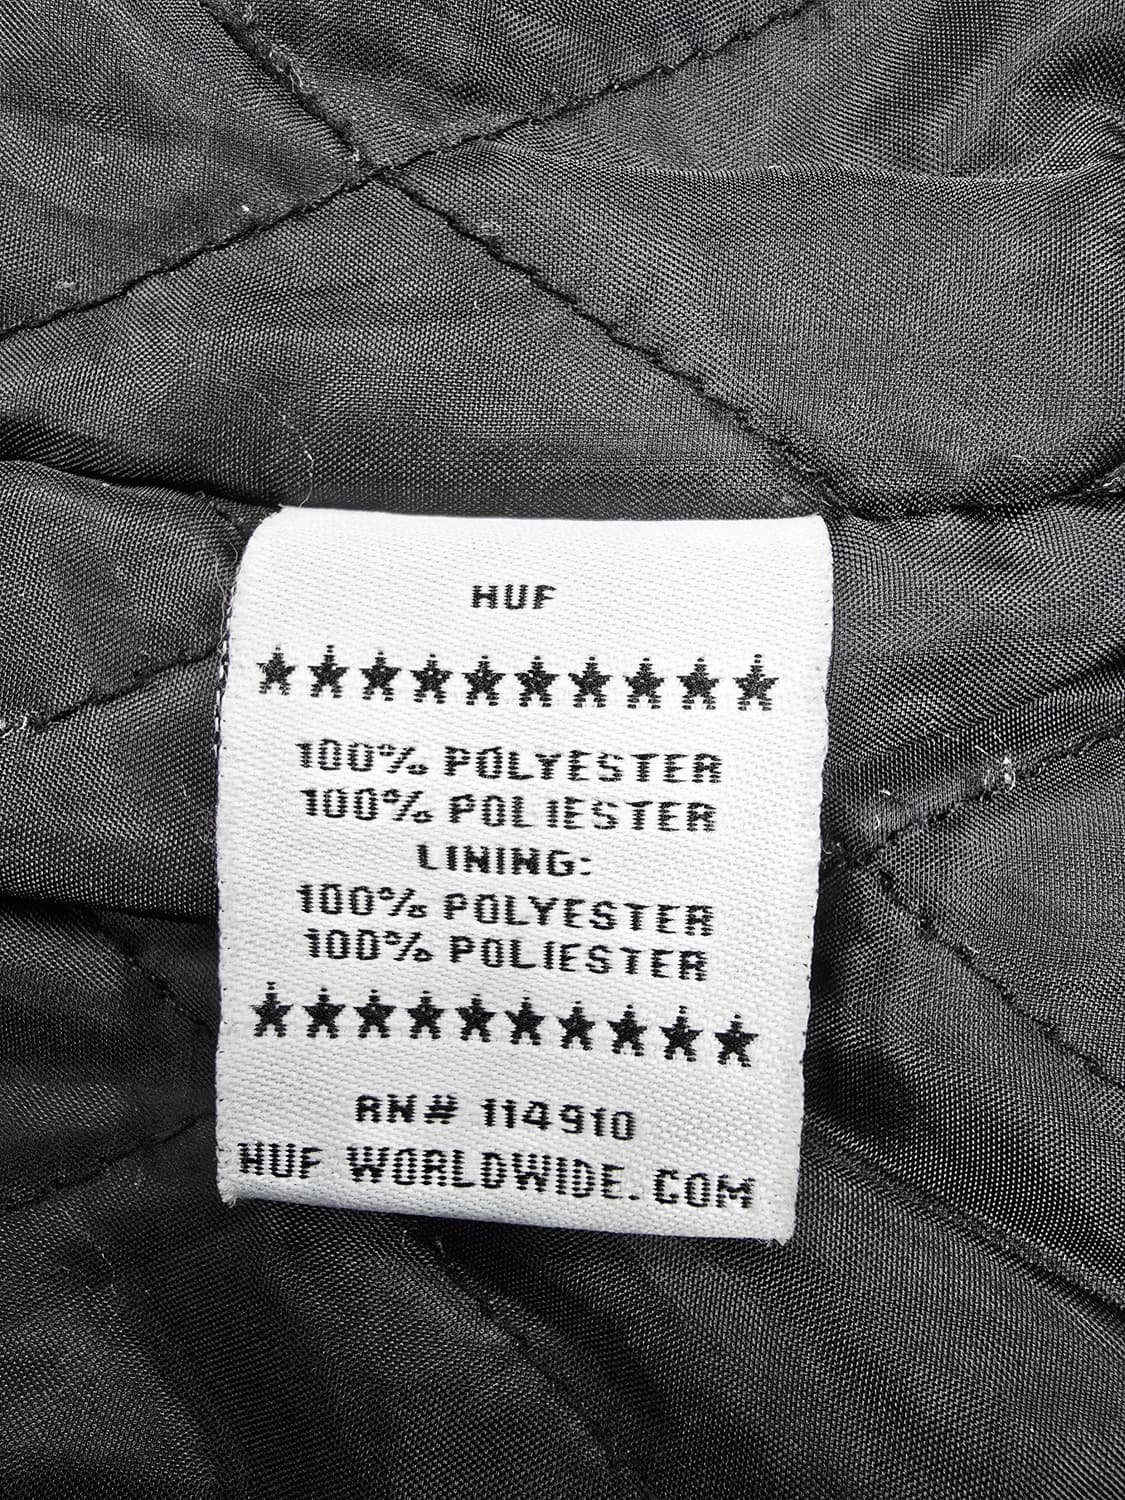 HUF
★★★★★★★★★★
100% POLYESTER
100% POLIESTER
LINING:
100% POLYESTER
100% POLIESTER
★★★★★★★★★★
RN# 114910
HUF WORLDWIDE.COM